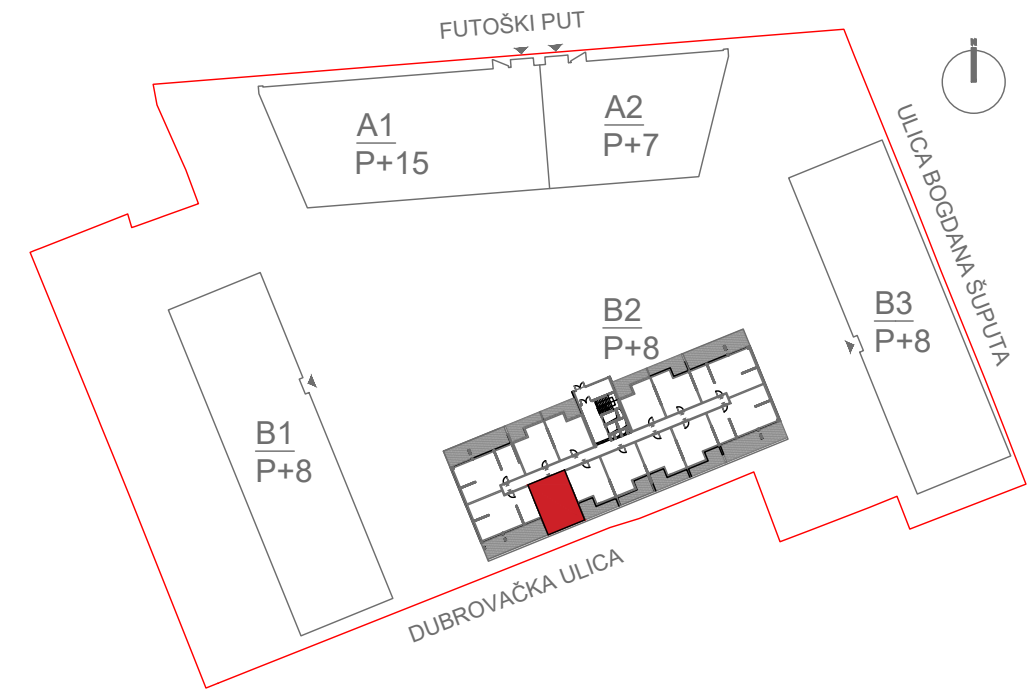 FUTOŠKI PUT
N
A1
P+15
A2
P+7
ULICA BOGDANA ŠUPUTA
B2
P+8
B3
P+8
B1
P+8
DUBROVAČKA ULICA